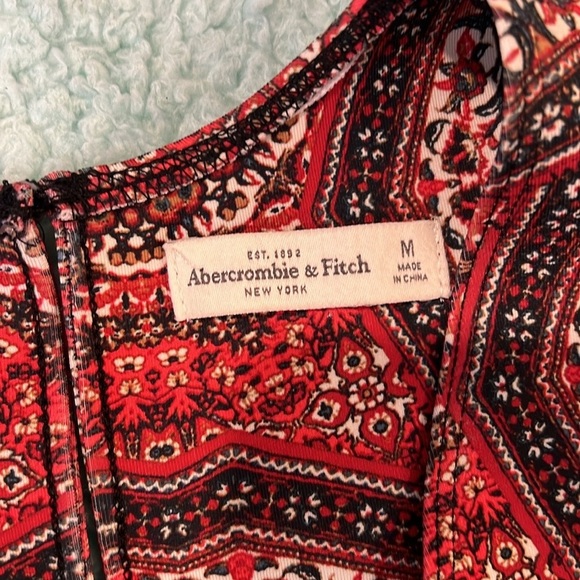 EST. 1892
Abercrombie & Fitch
NEW YORK
M
MADE
IN CHINA